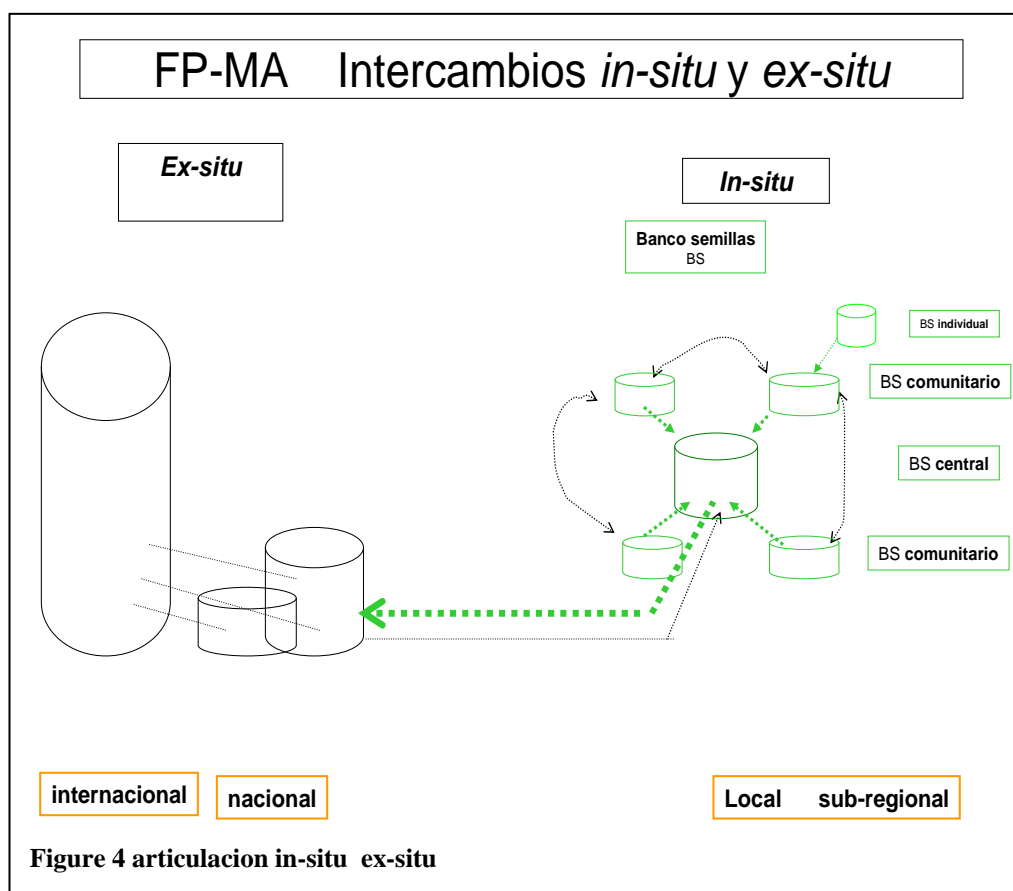 FP-MA Intercambios in-situ y ex-situ
Ex-situ
In-situ
Banco semillas
BS
BS individual
BS comunitario
BS central
BS comunitario
internacional
nacional
Local sub-regional
Figure 4 articulacion in-situ ex-situ